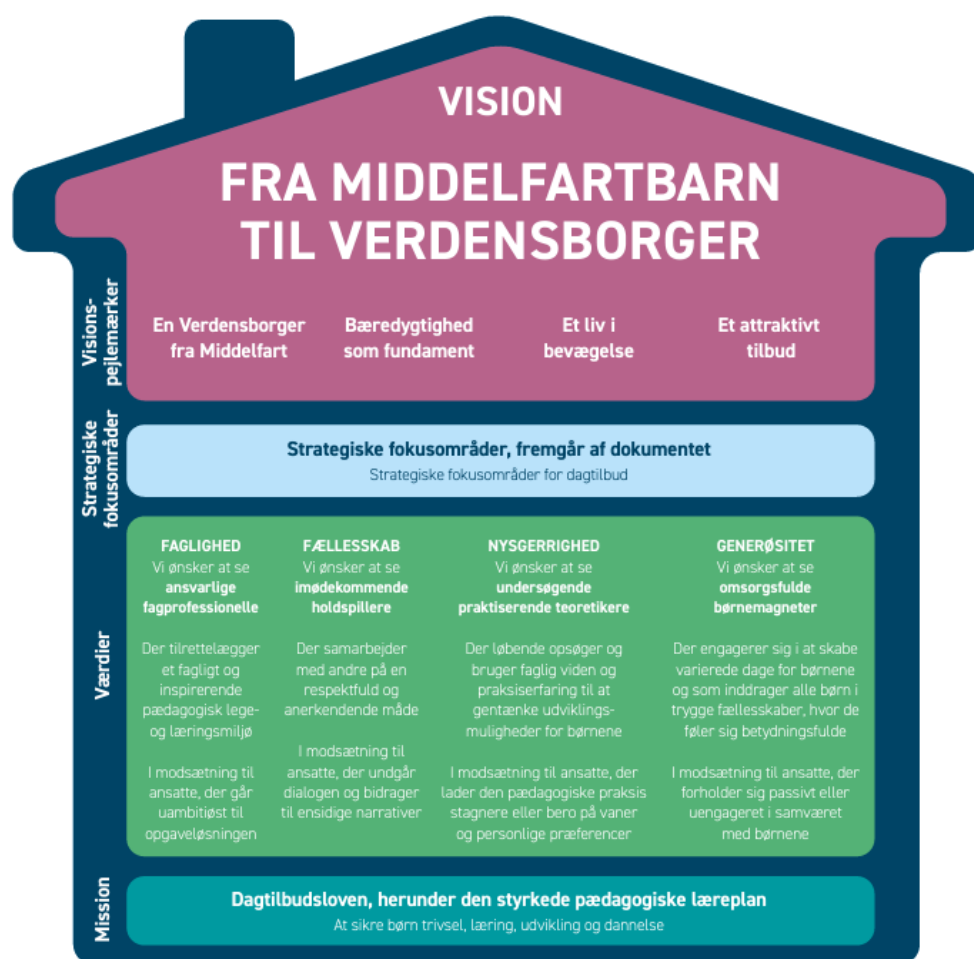 VISION
FRA MIDDELFARTBARN
TIL VERDENSBORGER
Visions-
pejlemærker
En Verdensborger
fra Middelfart
Bæredygtighed
som fundament
Et liv i
bevægelse
Et attraktivt
tilbud
Strategiske
fokusområder
Strategiske fokusområder, fremgår af dokumentet
Strategiske fokusområder for dagtilbud
Værdier
FAGLIGHED
Vi ønsker at se
ansvarlige
fagprofessionelle
Der tilrettelægger
et fagligt og
inspirerende
pædagogisk lege-
og læringsmiljø
I modsætning til
ansatte, der går
uambitiøst til
opgaveløsningen
FÆLLESSKAB
Vi ønsker at se
imødekommende
holdspillere
Der samarbejder
med andre på en
respektfuld og
anerkendende måde
I modsætning til
ansatte, der undgår
dialogen og bidrager
til ensidige narrativer
NYSGERRIGHED
Vi ønsker at se
undersøgende
praktiserende teoretikere
Der løbende opsøger og
bruger faglig viden og
praksiserfaring til at
gentænke udviklings-
muligheder for børnene
I modsætning til ansatte, der
lader den pædagogiske praksis
stagnere eller bero på vaner
og personlige præferencer
GENERØSITET
Vi ønsker at se
omsorgsfulde
børnemagneter
Der engagerer sig i at skabe
varierede dage for børnene
og som inddrager alle børn i
trygge fællesskaber, hvor de
føler sig betydningsfulde
I modsætning til ansatte, der
forholder sig passivt eller
uengageret i samværet
med børnene
Mission
Dagtilbudsloven, herunder den styrkede pædagogiske læreplan
At sikre børn trivsel, læring, udvikling og dannelse